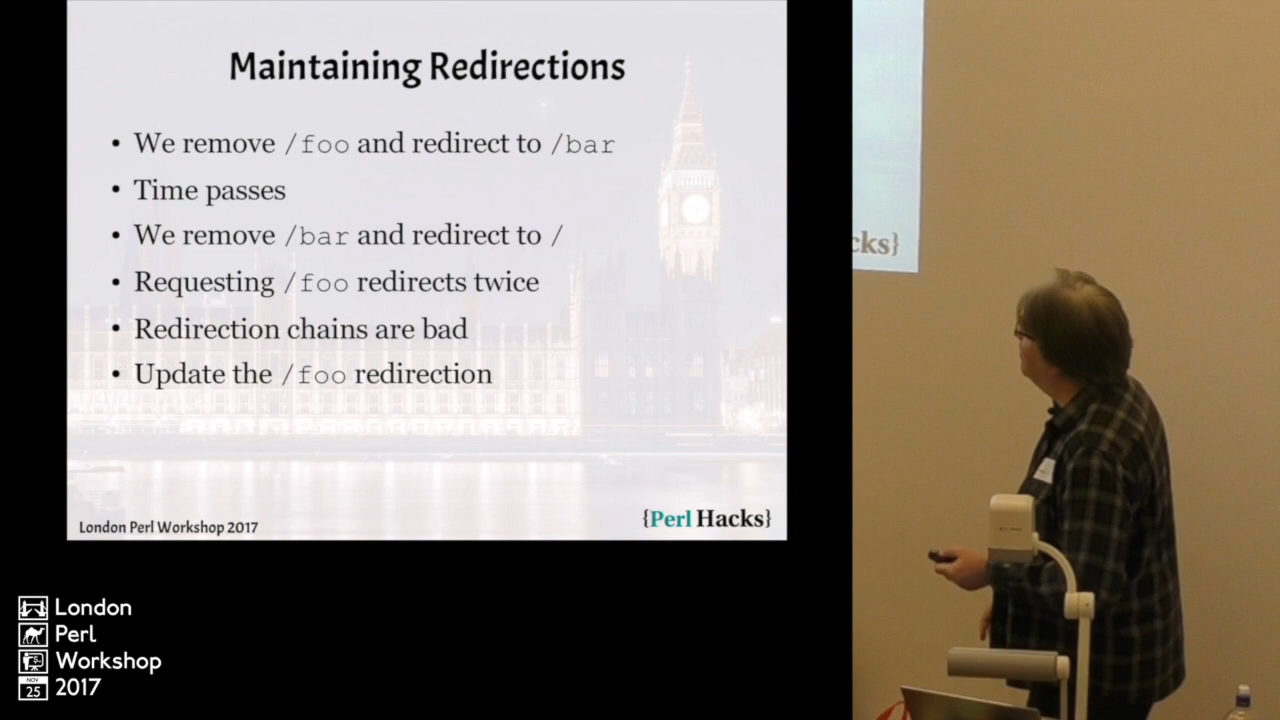 Maintaining Redirections
• We remove /foo and redirect to /bar
• Time passes
• We remove /bar and redirect to /
• Requesting /foo redirects twice
• Redirection chains are bad
• Update the /foo redirection
London Perl Workshop 2017
{Perl Hacks}
cks}
London
Perl
Workshop
NOV
25
2017